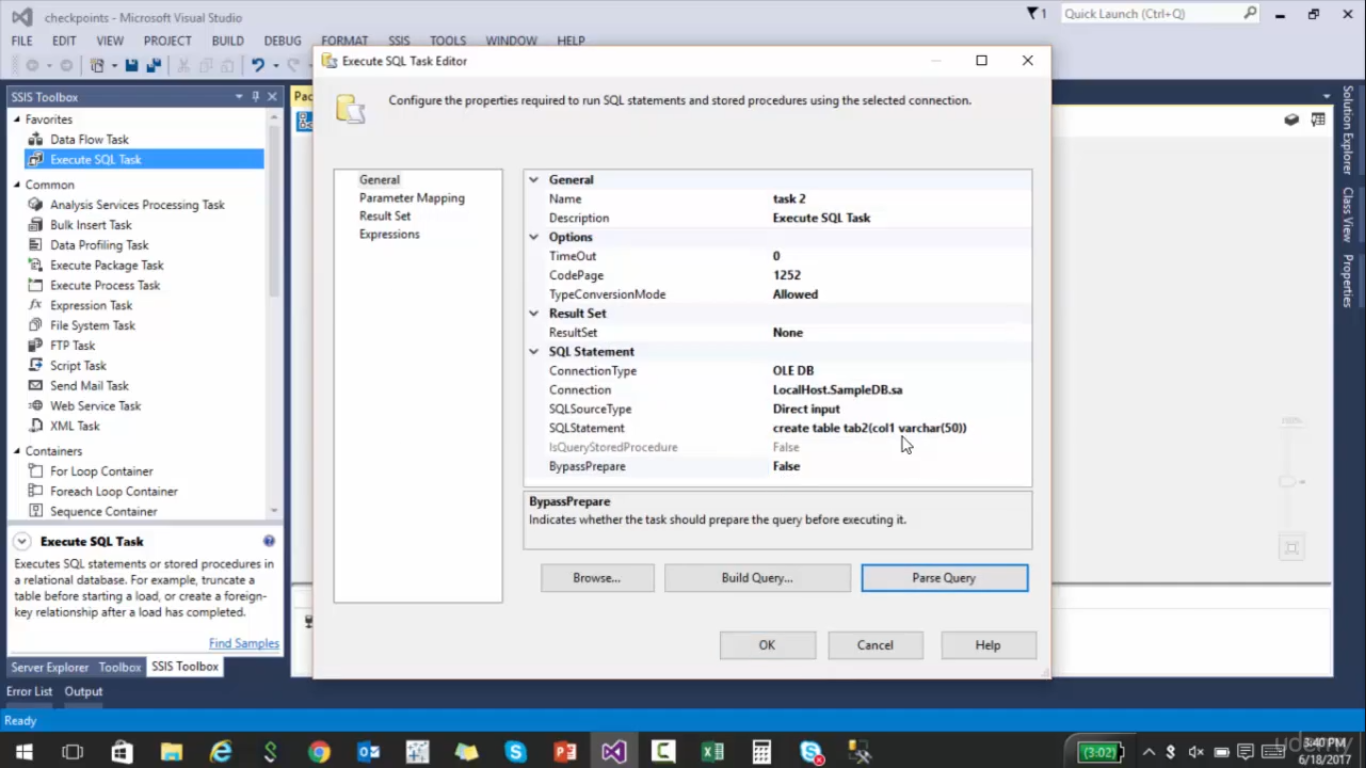 checkpoints - Microsoft Visual Studio
1
Quick Launch (Ctrl+Q)
FILE EDIT VIEW PROJECT BUILD DEBUG FORMAT SSIS TOOLS WINDOW HELP
Execute SQL Task Editor
Configure the properties required to run SQL statements and stored procedures using the selected connection.
SSIS Toolbox
Favorites
Data Flow Task
Execute SQL Task
Common
Analysis Services Processing Task
Bulk Insert Task
Data Profiling Task
Execute Package Task
Execute Process Task
fx Expression Task
File System Task
FTP Task
Script Task
Send Mail Task
Web Service Task
XML Task
Containers
For Loop Container
Foreach Loop Container
Sequence Container
Execute SQL Task
Executes SQL statements or stored procedures in
a relational database. For example, truncate a
table before starting a load, or create a foreign-
key relationship after a load has completed.
Find Samples
Server Explorer Toolbox SSIS Toolbox
Error List Output
Ready
Pac
General
Parameter Mapping
Result Set
Expressions
General
Name task 2
Description Execute SQL Task
Options
TimeOut 0
CodePage 1252
TypeConversionMode Allowed
Result Set
ResultSet None
SQL Statement
ConnectionType OLE DB
Connection LocalHost.SampleDB.sa
SQLSourceType Direct input
SQLStatement create table tab2(col1 varchar(50))
IsQueryStoredProcedure False
BypassPrepare False
BypassPrepare
Indicates whether the task should prepare the query before executing it.
Browse... Build Query... Parse Query
OK Cancel Help
Solution Explorer
Class View
Properties
100%
(3:02)
3:40 PM
6/18/2017
udemy